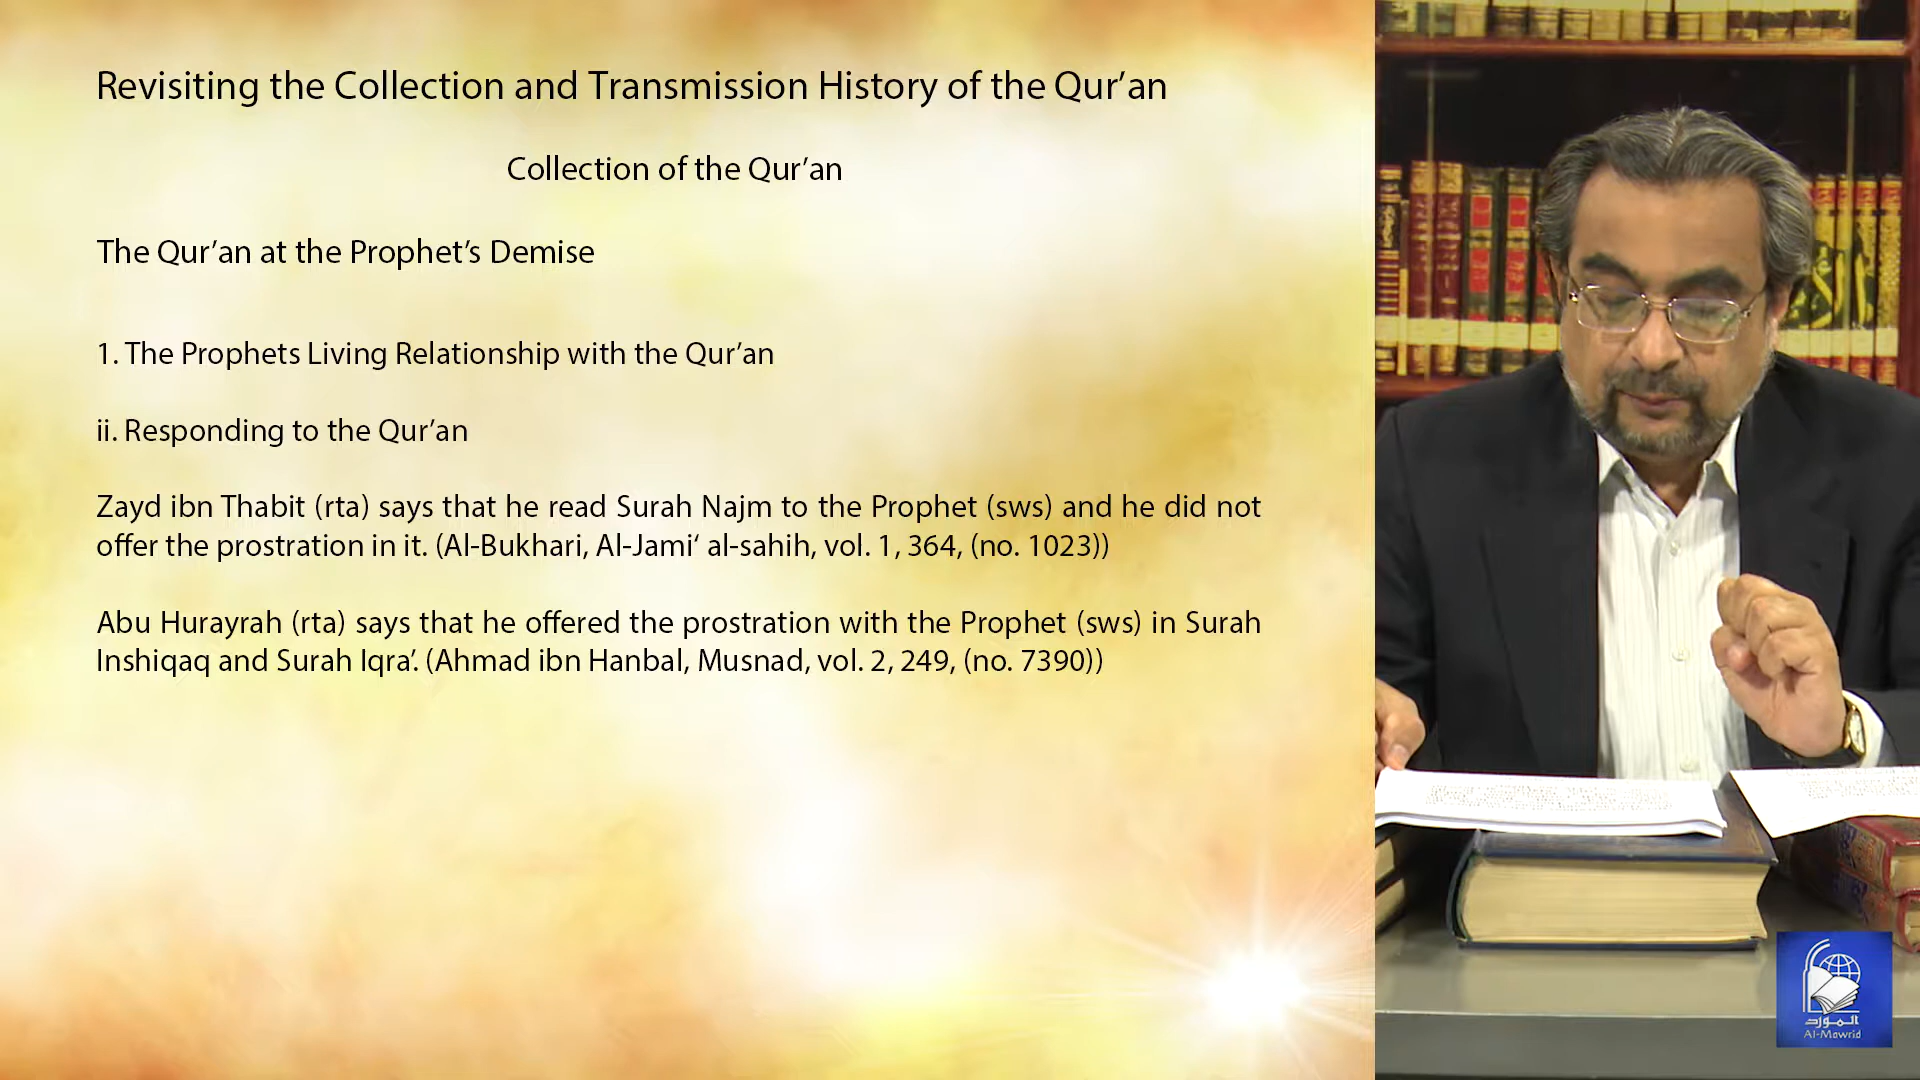 Revisiting the Collection and Transmission History of the Qur’an
Collection of the Qur’an
The Qur’an at the Prophet’s Demise
1. The Prophets Living Relationship with the Qur’an
ii. Responding to the Qur’an
Zayd ibn Thabit (rta) says that he read Surah Najm to the Prophet (sws) and he did not
offer the prostration in it. (Al-Bukhari, Al-Jami‘ al-sahih, vol. 1, 364, (no. 1023))
Abu Hurayrah (rta) says that he offered the prostration with the Prophet (sws) in Surah
Inshiqaq and Surah Iqra’. (Ahmad ibn Hanbal, Musnad, vol. 2, 249, (no. 7390))
المورد
Al-Mawrid